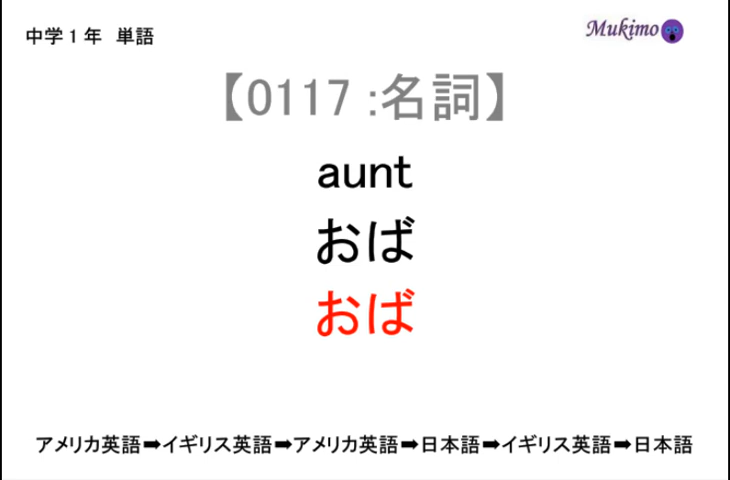 中学１年 単語
Mukimo
【0117 :名詞】
aunt
おば
おば
アメリカ英語➡イギリス英語➡アメリカ英語➡日本語➡イギリス英語➡日本語